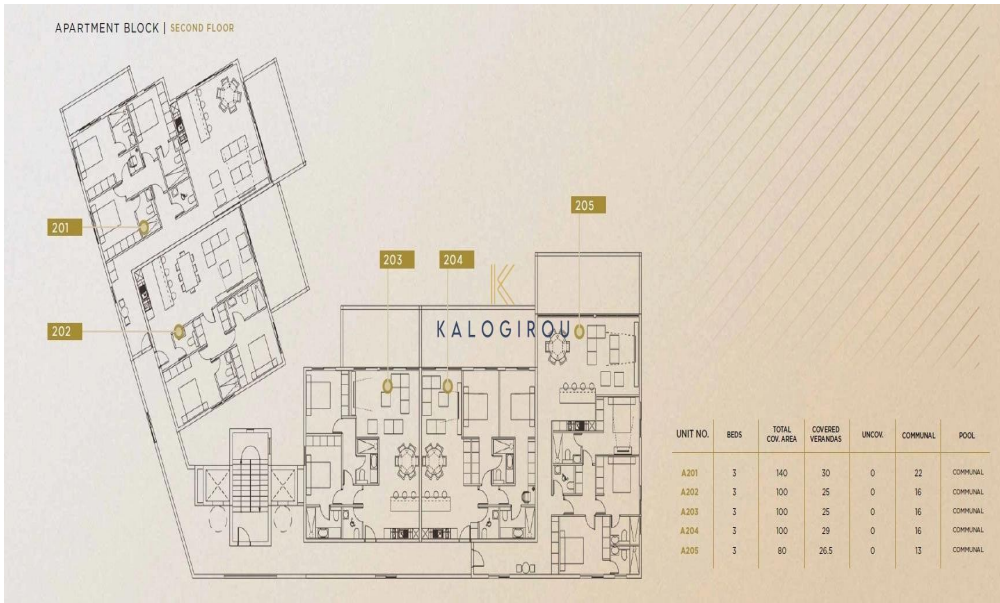 APARTMENT BLOCK | SECOND FLOOR
201
202
203
204
205
K
KALOGIROU
UNIT NO. BEDS TOTAL COV. AREA COVERED VERANDAS UNCOV. COMMUNAL POOL
A201 3 140 30 0 22 COMMUNAL
A202 3 100 25 0 16 COMMUNAL
A203 3 100 25 0 16 COMMUNAL
A204 3 100 29 0 16 COMMUNAL
A205 3 80 26.5 0 13 COMMUNAL